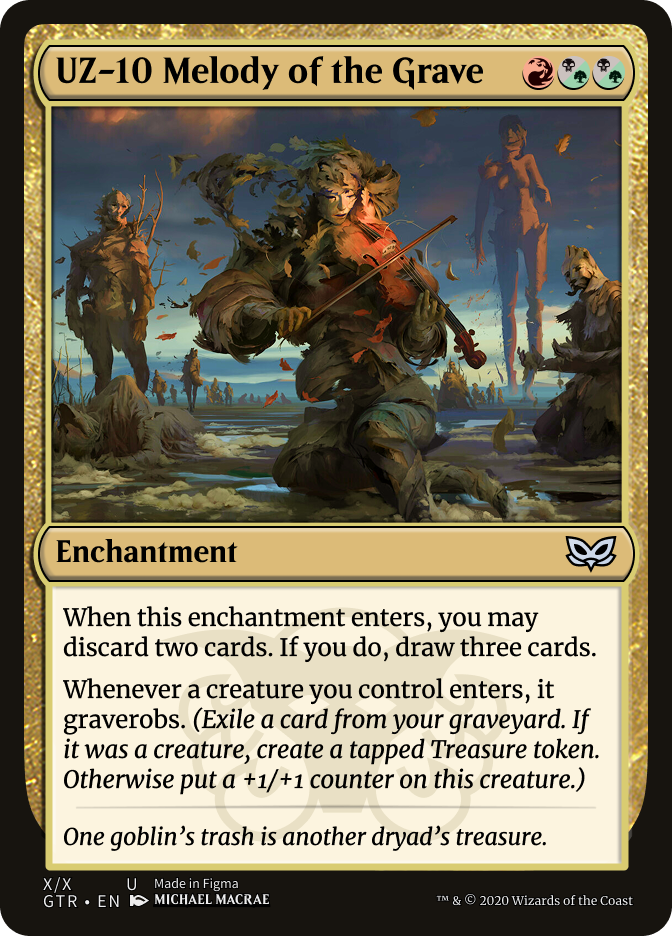 UZ-10 Melody of the Grave
Enchantment
When this enchantment enters, you may
discard two cards. If you do, draw three cards.
Whenever a creature you control enters, it
graverobs. (Exile a card from your graveyard. If
it was a creature, create a tapped Treasure token.
Otherwise put a +1/+1 counter on this creature.)
One goblin's trash is another dryad's treasure.
X/X U Made in Figma
GTR • EN MICHAEL MACRAE ™ & © 2020 Wizards of the Coast